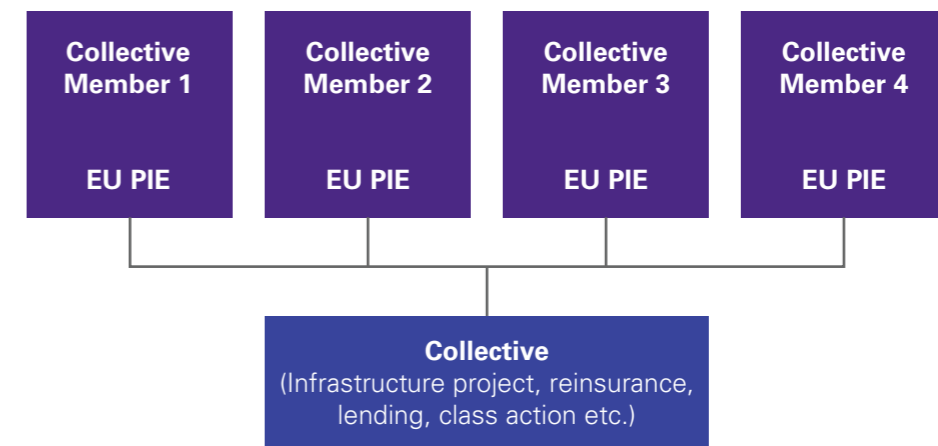 Collective
Member 1
EU PIE
Collective
Member 2
EU PIE
Collective
Member 3
EU PIE
Collective
Member 4
EU PIE
Collective
(Infrastructure project, reinsurance,
lending, class action etc.)